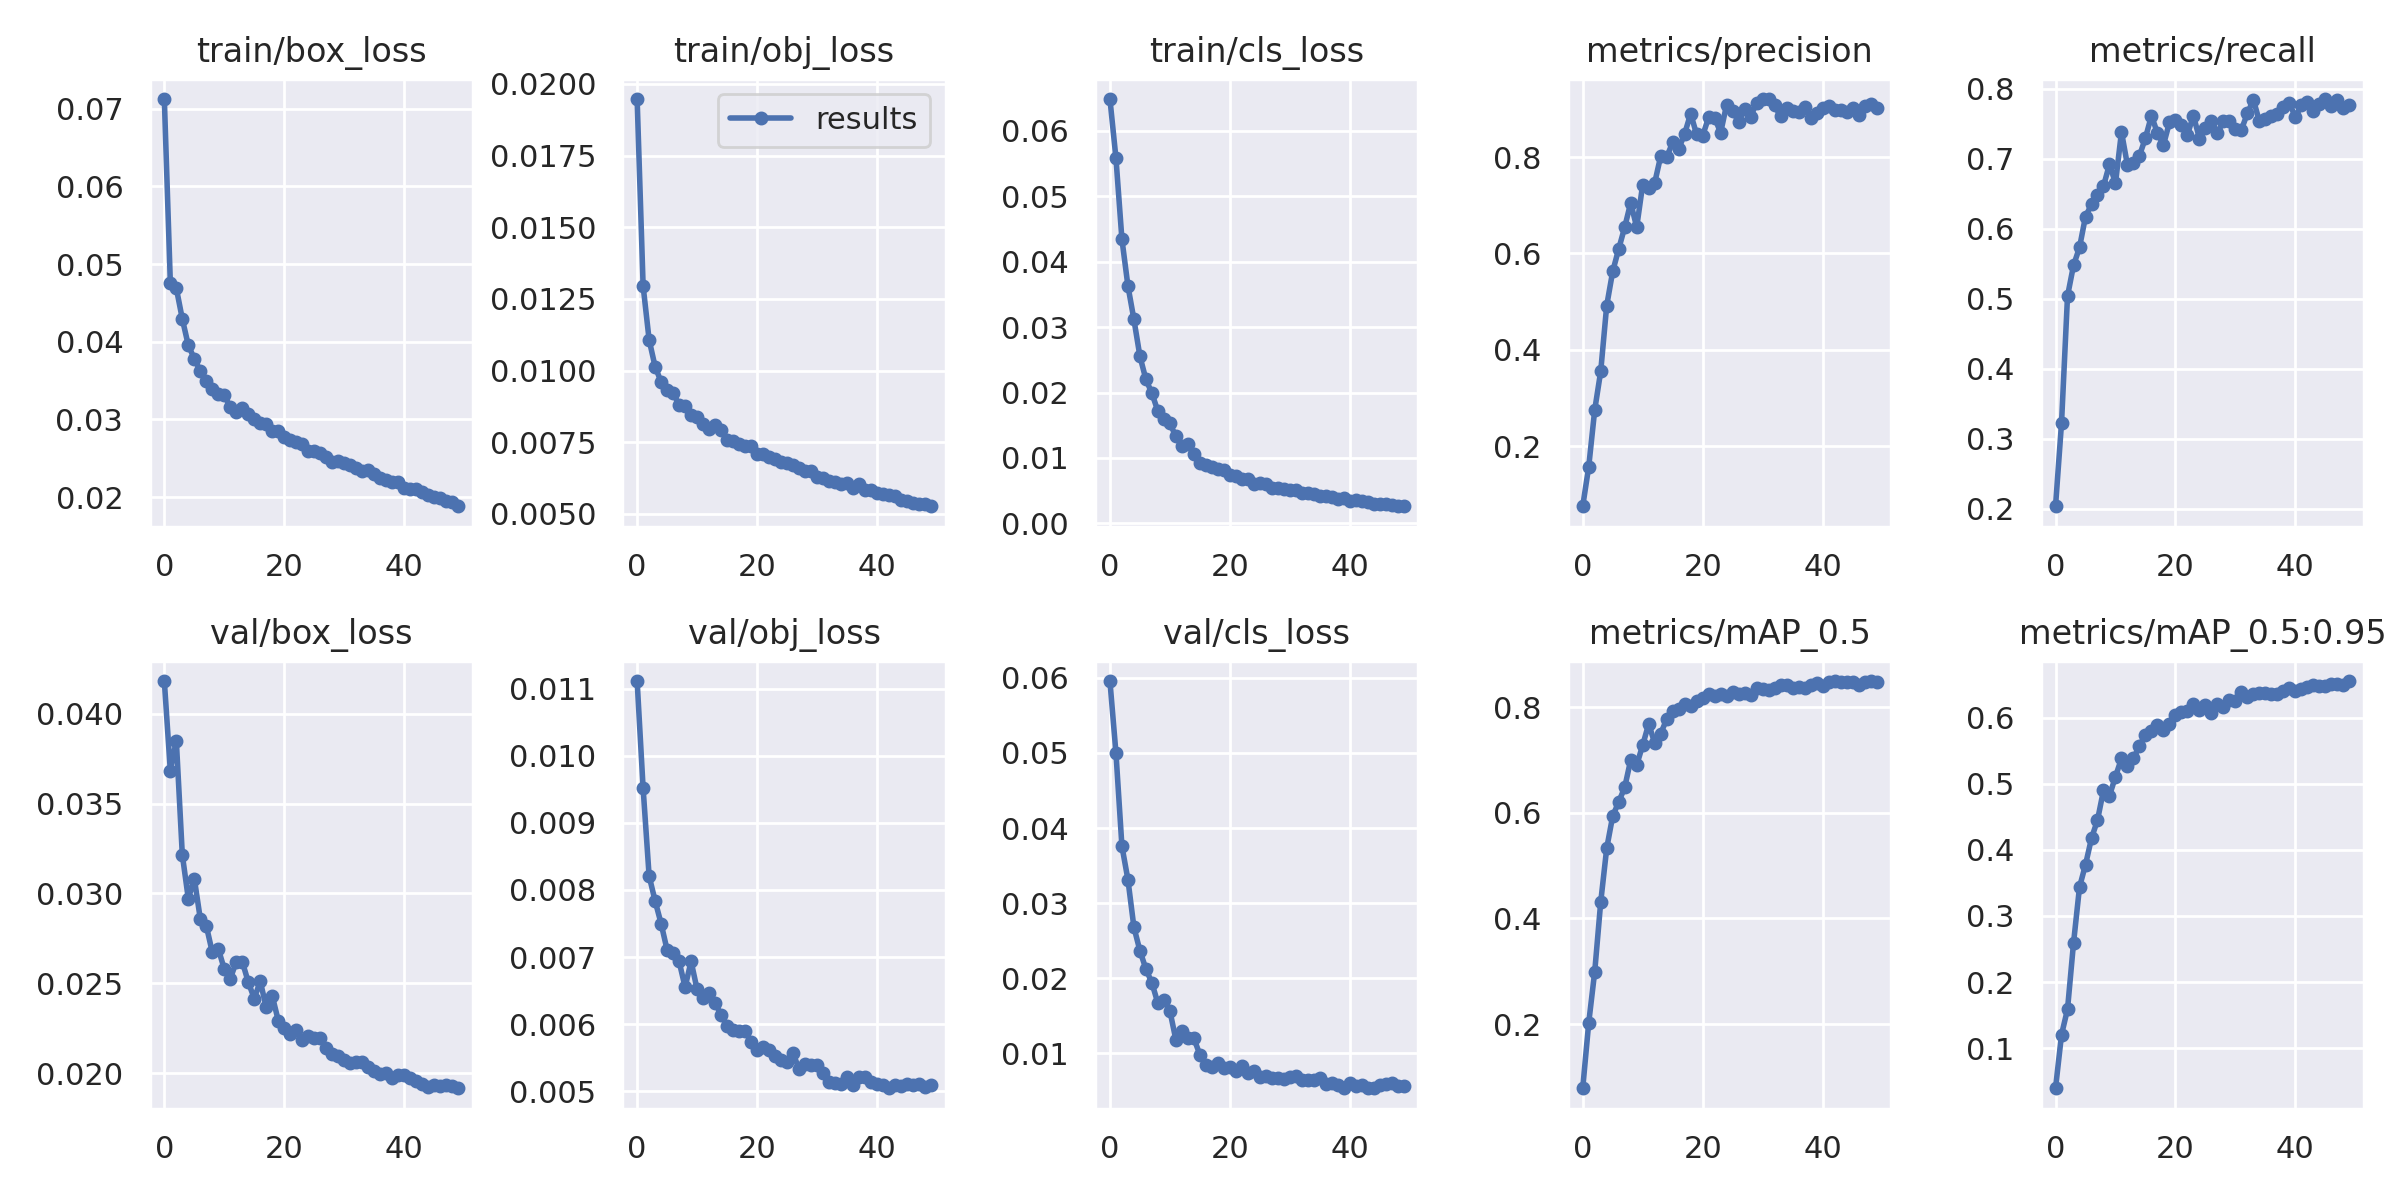 train/box_loss
0.07
0.06
0.05
0.04
0.03
0.02
0 20 40
train/obj_loss
results
0.0200
0.0175
0.0150
0.0125
0.0100
0.0075
0.0050
0 20 40
train/cls_loss
0.06
0.05
0.04
0.03
0.02
0.01
0.00
0 20 40
metrics/precision
0.8
0.6
0.4
0.2
0 20 40
metrics/recall
0.8
0.7
0.6
0.5
0.4
0.3
0.2
0 20 40
val/box_loss
0.040
0.035
0.030
0.025
0.020
0 20 40
val/obj_loss
0.011
0.010
0.009
0.008
0.007
0.006
0.005
0 20 40
val/cls_loss
0.06
0.05
0.04
0.03
0.02
0.01
0 20 40
metrics/mAP_0.5
0.8
0.6
0.4
0.2
0 20 40
metrics/mAP_0.5:0.95
0.6
0.5
0.4
0.3
0.2
0.1
0 20 40